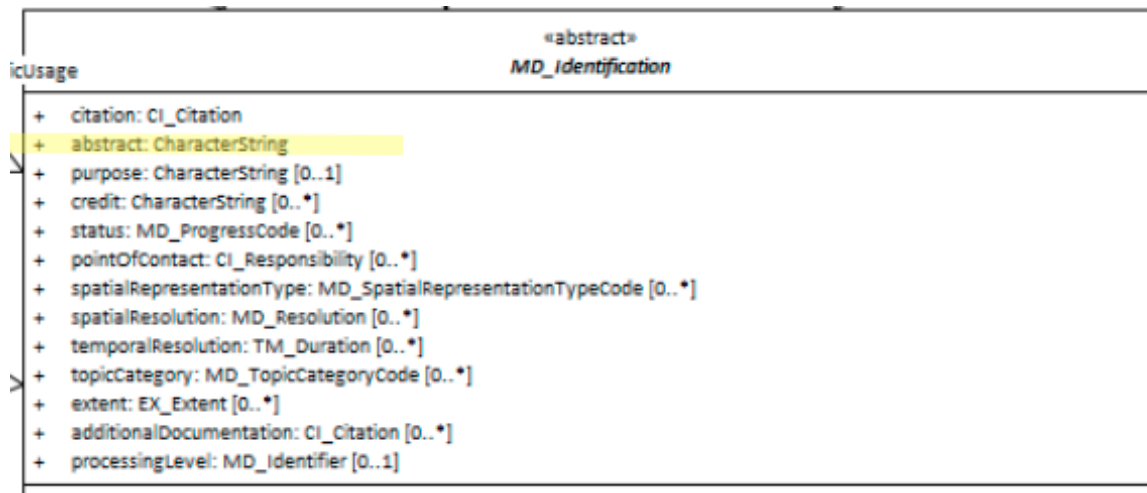 «abstract»
icUsage
MD_Identification
+ citation: CI_Citation
+ abstract: CharacterString
+ purpose: CharacterString [0..1]
+ credit: CharacterString [0..*]
+ status: MD_ProgressCode [0..*]
+ pointOfContact: CI_Responsibility [0..*]
+ spatialRepresentationType: MD_SpatialRepresentationTypeCode [0..*]
+ spatialResolution: MD_Resolution [0..*]
+ temporalResolution: TM_Duration [0..*]
+ topicCategory: MD_TopicCategoryCode [0..*]
+ extent: EX_Extent [0..*]
+ additionalDocumentation: CI_Citation [0..*]
+ processingLevel: MD_Identifier [0..1]